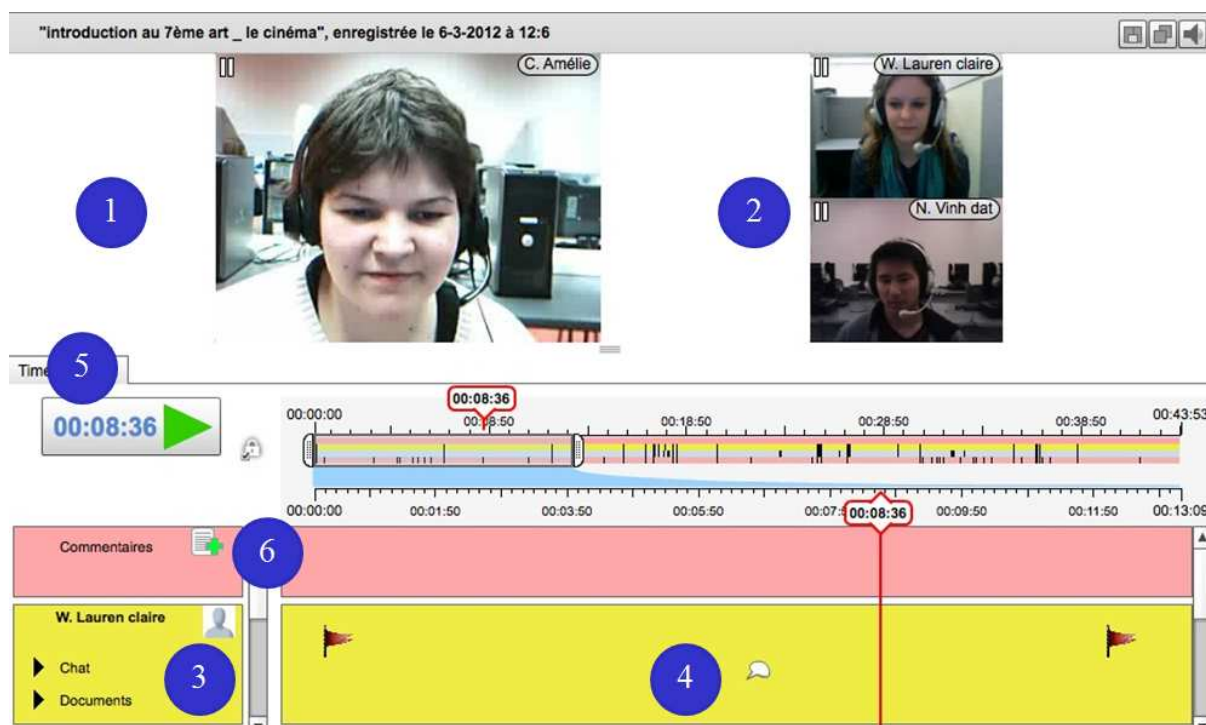 "introduction au 7ème art _ le cinéma", enregistrée le 6-3-2012 à 12:6
C. Amélie
W. Lauren claire
N. Vinh dat
1
2
5
00:08:36
00:08:36
00:00:00 00:18:50 00:28:50 00:38:50 00:43:53
00:00:00 00:01:50 00:03:50 00:05:50 00:08:36 00:09:50 00:11:50 00:13:09
Commentaires
6
W. Lauren claire
Chat
Documents
3
4